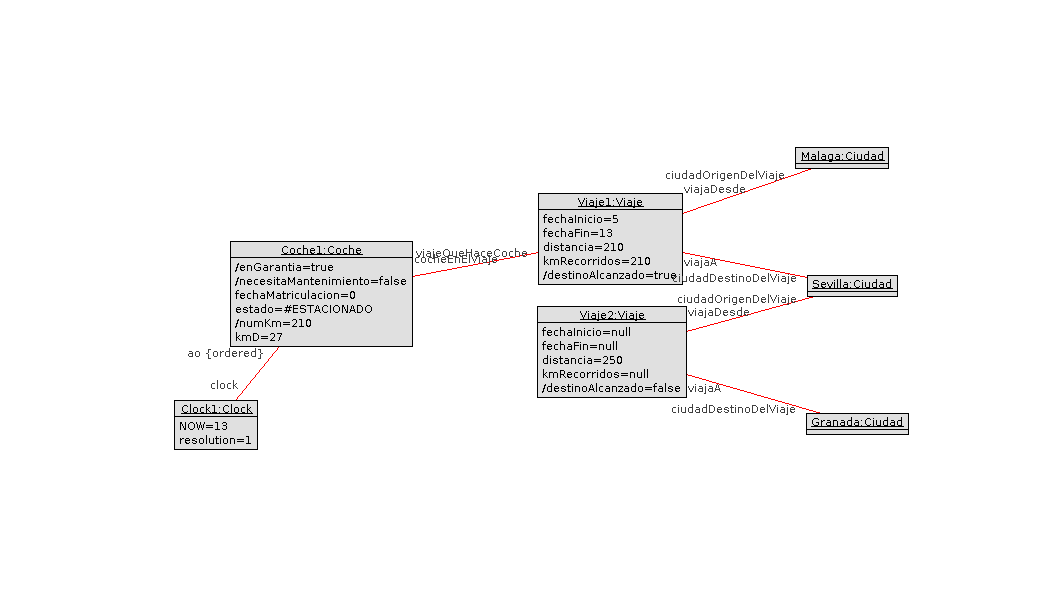 Malaga:Ciudad
ciudadOrigenDelViaje
viajaDesde
Viaje1:Viaje
fechaInicio=5
fechaFin=13
distancia=210
kmRecorridos=210
/destinoAlcanzado=true
viajaA
ciudadDestinoDelViaje
Sevilla:Ciudad
Coche1:Coche
/enGarantia=true
/necesitaMantenimiento=false
fechaMatriculacion=0
estado=#ESTACIONADO
/numKm=210
kmD=27
viajeQueHaceCoche
cocheEnElViaje
ciudadOrigenDelViaje
viajaDesde
Viaje2:Viaje
fechaInicio=null
fechaFin=null
distancia=250
kmRecorridos=null
/destinoAlcanzado=false
viajaA
ciudadDestinoDelViaje
Granada:Ciudad
ao {ordered}
clock
Clock1:Clock
NOW=13
resolution=1